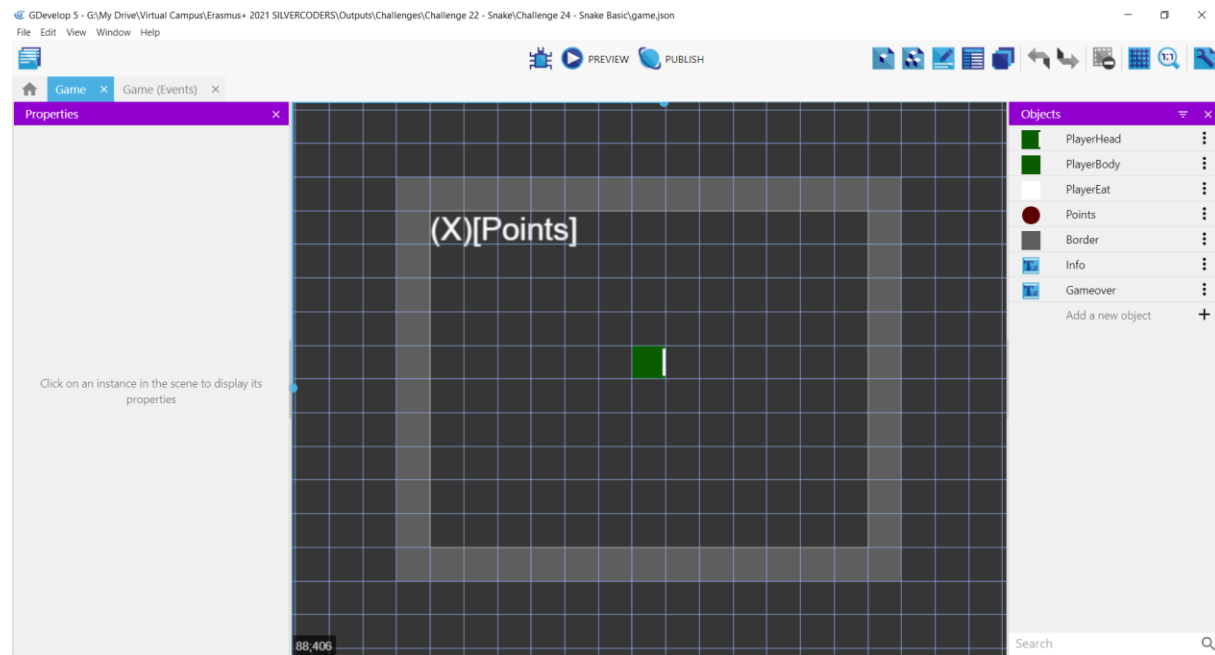 GDevelop 5 - G:\My Drive\Virtual Campus\Erasmus+ 2021 SILVERCODERS\Outputs\Challenges\Challenge 22 - Snake\Challenge 24 - Snake Basic\game.json
File Edit View Window Help
PREVIEW PUBLISH
1:1
Game Game (Events)
Properties
Click on an instance in the scene to display its
properties
(X)[Points]
88;406
Objects
PlayerHead
PlayerBody
PlayerEat
Points
Border
Info
Gameover
Add a new object
Search